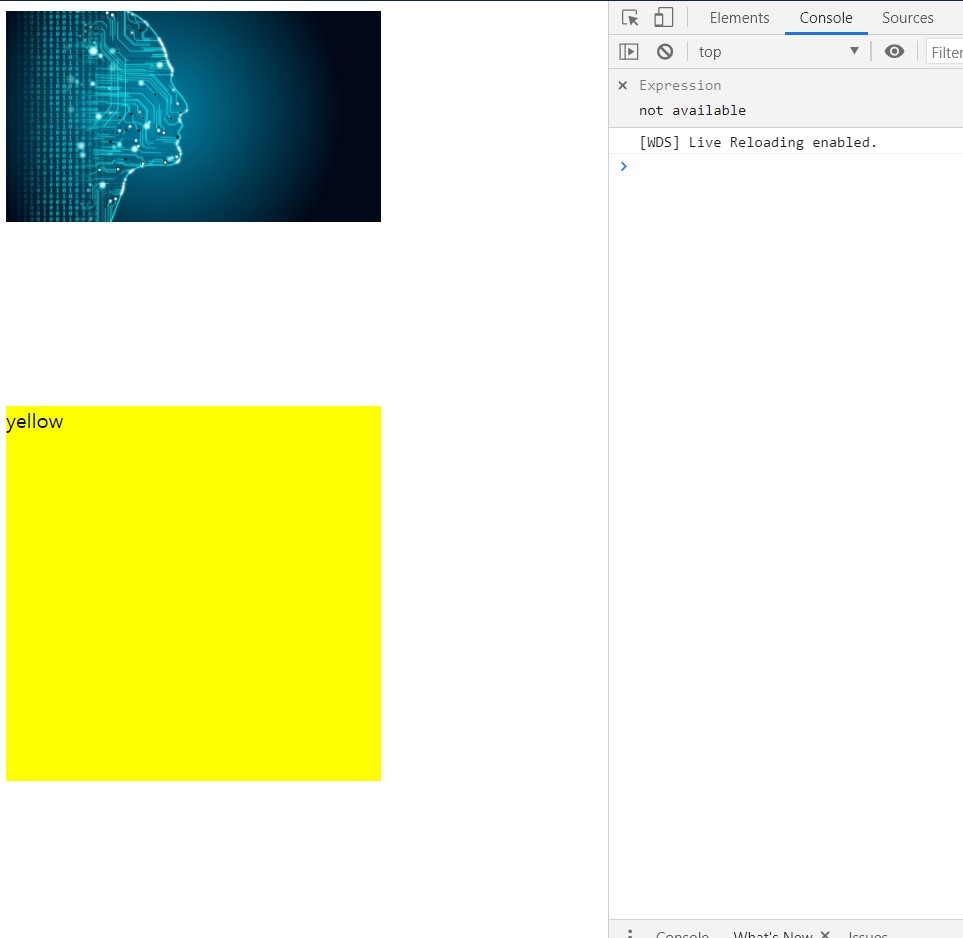 yellow
Elements Console Sources
top Filter
Expression
not available
[WDS] Live Reloading enabled.
Console What's New Issues